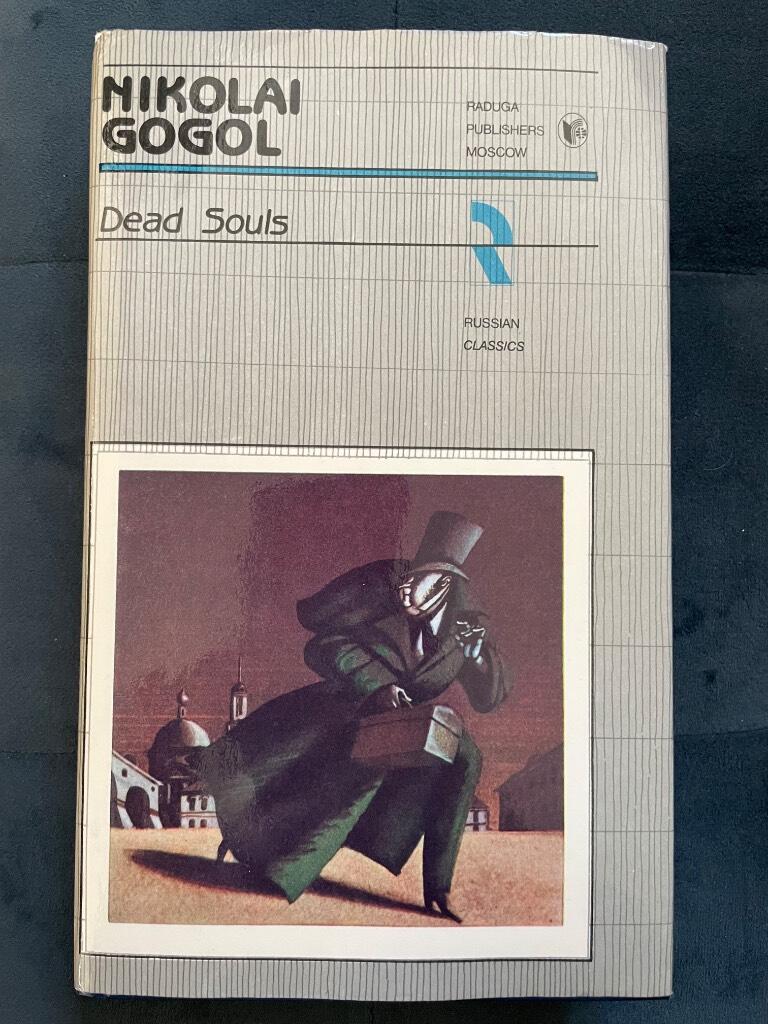 NIKOLAI
GOGOL
RADUGA
PUBLISHERS
MOSCOW
Dead Souls
RUSSIAN
CLASSICS